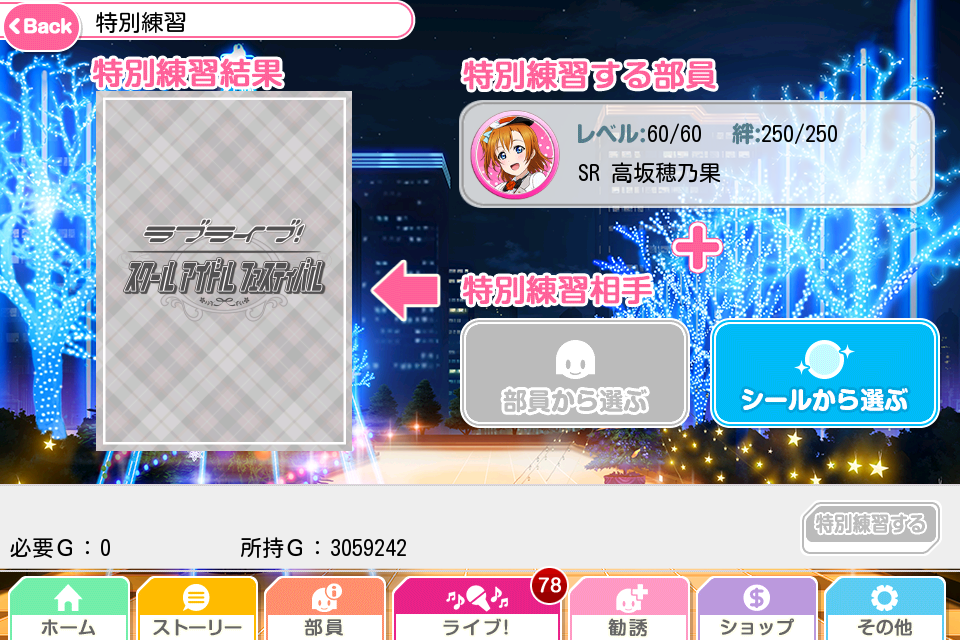 Back
特別練習
特別練習結果
ラブライブ!
スクールアイドルフェスティバル
特別練習する部員
レベル:60/60 絆:250/250
SR 高坂穂乃果
特別練習相手
部員から選ぶ
シールから選ぶ
特別練習する
必要G：0 所持G：3059242
78
ホーム ストーリー 部員 ライブ! 勧誘 ショップ その他